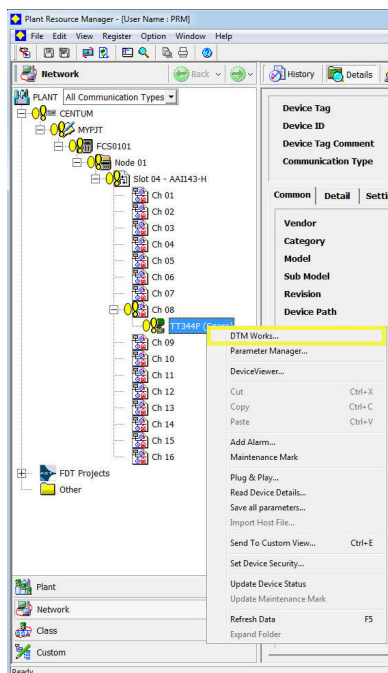 Plant Resource Manager - [User Name : PRM]
File Edit View Register Option Window Help
Network Back
History Details
PLANT All Communication Types
CENTUM
MYPJT
FCS0101
Node 01
Slot 04 - AAI143-H
Ch 01
Ch 02
Ch 03
Ch 04
Ch 05
Ch 06
Ch 07
Ch 08
TT344P
Ch 09
Ch 10
Ch 11
Ch 12
Ch 13
Ch 14
Ch 15
Ch 16
FDT Projects
Other
Device Tag
Device ID
Device Tag Comment
Communication Type
Common Detail Setti
Vendor
Category
Model
Sub Model
Revision
Device Path
DTM Works...
Parameter Manager...
DeviceViewer...
Cut Ctrl+X
Copy Ctrl+C
Paste Ctrl+V
Add Alarm...
Maintenance Mark
Plug & Play...
Read Device Details...
Save all parameters...
Import Host File...
Send To Custom View... Ctrl+E
Set Device Security...
Update Device Status
Update Maintenance Mark
Refresh Data F5
Expand Folder
Plant
Network
Class
Custom
Ready